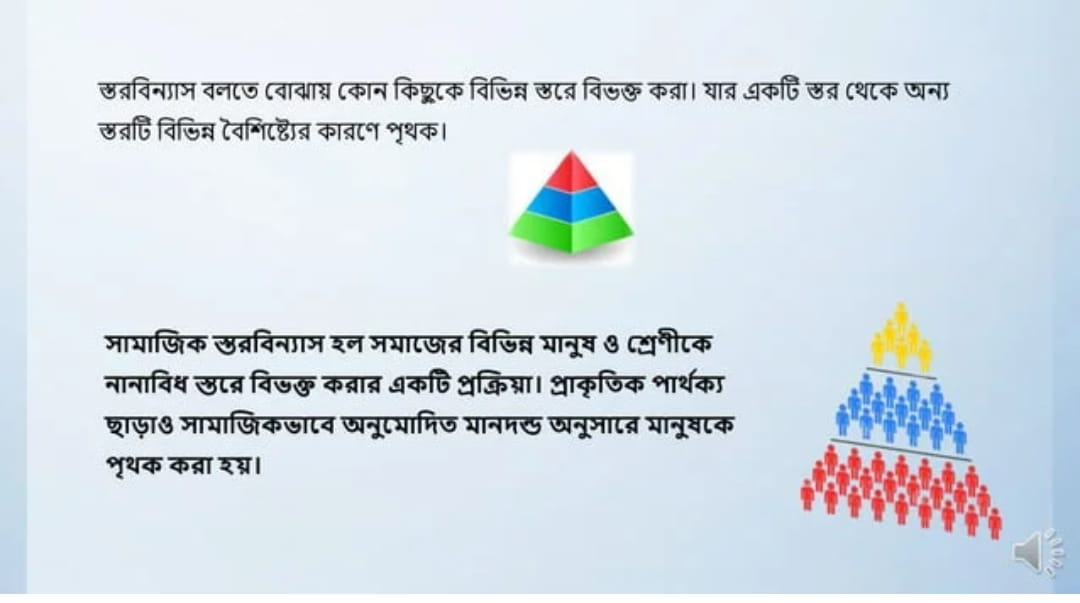 স্তরবিন্যাস বলতে বোঝায় কোন কিছুকে বিভিন্ন স্তরে বিভক্ত করা। যার একটি স্তর থেকে অন্য
স্তরটি বিভিন্ন বৈশিষ্ট্যের কারণে পৃথক।
সামাজিক স্তরবিন্যাস হল সমাজের বিভিন্ন মানুষ ও শ্রেণীকে
নানাবিধ স্তরে বিভক্ত করার একটি প্রক্রিয়া। প্রাকৃতিক পার্থক্য
ছাড়াও সামাজিকভাবে অনুমোদিত মানদন্ড অনুসারে মানুষকে
পৃথক করা হয়।